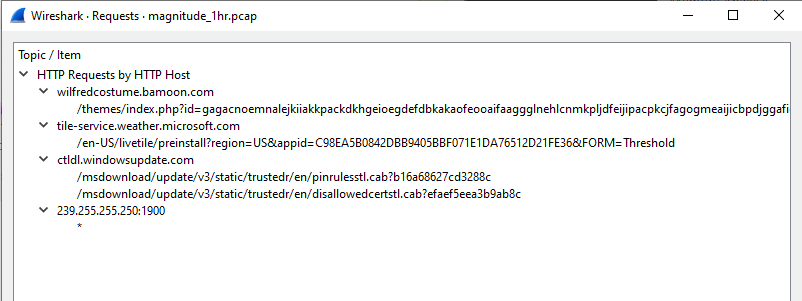 Wireshark · Requests · magnitude_1hr.pcap
Topic / Item
HTTP Requests by HTTP Host
wilfredcostume.bamoon.com
/themes/index.php?id=gagacnoemnalejkiiakkpackdkhgeioegdefdbkakaofeooaifaaggglnehlcnmkpljdfeijipacpkcjfagogmeaijicbpdjggafi
tile-service.weather.microsoft.com
/en-US/livetile/preinstall?region=US&appid=C98EA5B0842DBB9405BBF071E1DA76512D21FE36&FORM=Threshold
ctldl.windowsupdate.com
/msdownload/update/v3/static/trustedr/en/pinrulesstl.cab?b16a68627cd3288c
/msdownload/update/v3/static/trustedr/en/disallowedcertstl.cab?efaef5eea3b9ab8c
239.255.255.250:1900
*